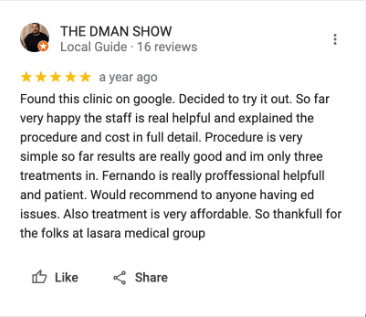 THE DMAN SHOW
Local Guide · 16 reviews
a year ago
Found this clinic on google. Decided to try it out. So far
very happy the staff is real helpful and explained the
procedure and cost in full detail. Procedure is very
simple so far results are really good and im only three
treatments in. Fernando is really proffessional helpfull
and patient. Would recommend to anyone having ed
issues. Also treatment is very affordable. So thankfull for
the folks at lasara medical group
Like Share